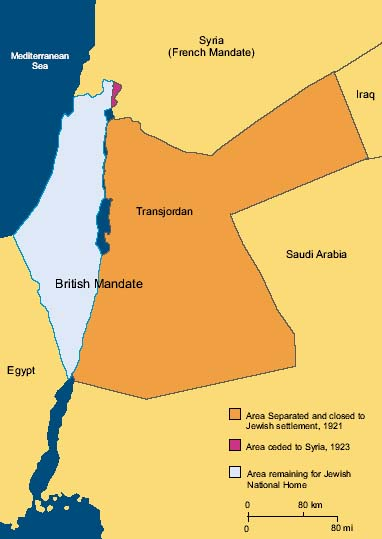 Syria
(French Mandate)
Mediterranean
Sea
Iraq
Transjordan
Saudi Arabia
British Mandate
Egypt
Area Separated and closed to
Jewish settlement, 1921
Area ceded to Syria, 1923
Area remaining for Jewish
National Home
0 80 km
0 80 mi